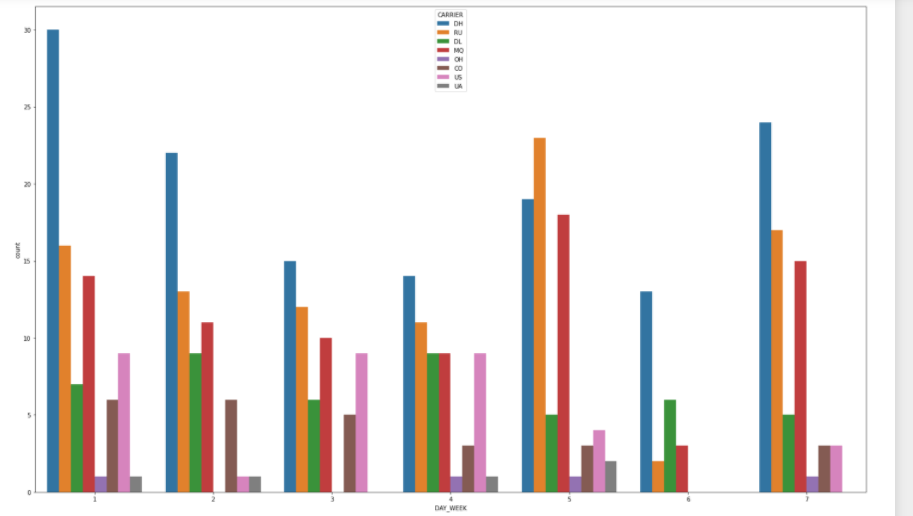 CARRIER
DH
RU
DL
MQ
OH
CO
US
UA
30
25
20
15
10
5
0
count
1 2 3 4 5 6 7
DAY_WEEK